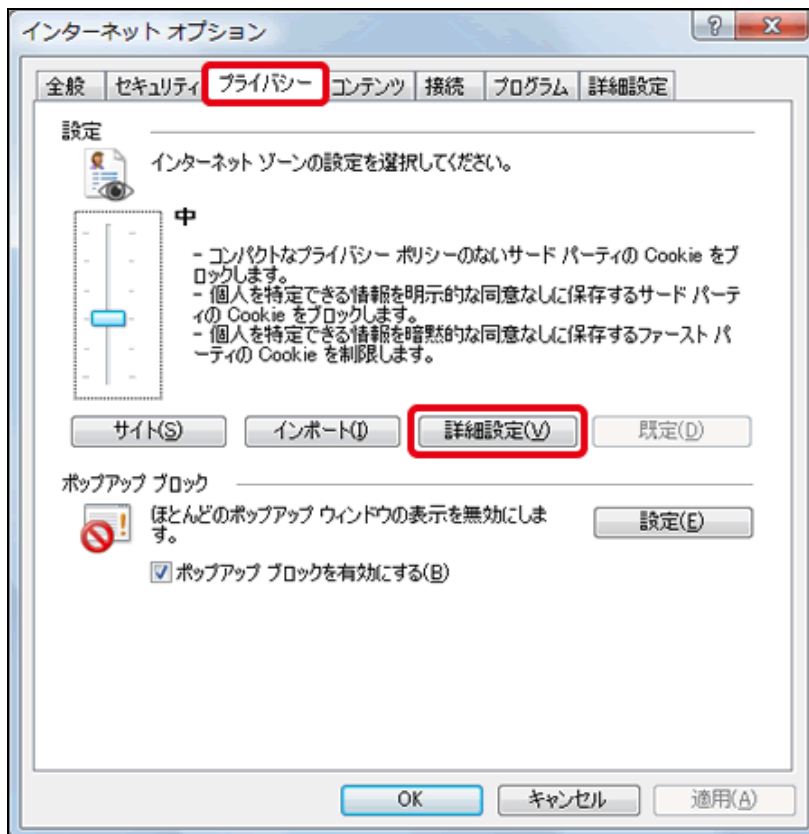 インターネット オプション
全般 セキュリティ プライバシー コンテンツ 接続 プログラム 詳細設定
設定
インターネット ゾーンの設定を選択してください。
中
- コンパクトなプライバシー ポリシーのないサード パーティの Cookie をブ
ロックします。
- 個人を特定できる情報を明示的な同意なしに保存するサード パーテ
ィの Cookie をブロックします。
- 個人を特定できる情報を暗黙的な同意なしに保存するファースト パ
ーティの Cookie を制限します。
サイト(S) インポート(I) 詳細設定(V) 既定(D)
ポップアップ ブロック
ほとんどのポップアップ ウィンドウの表示を無効にしま
す。
設定(E)
ポップアップ ブロックを有効にする(B)
OK キャンセル 適用(A)